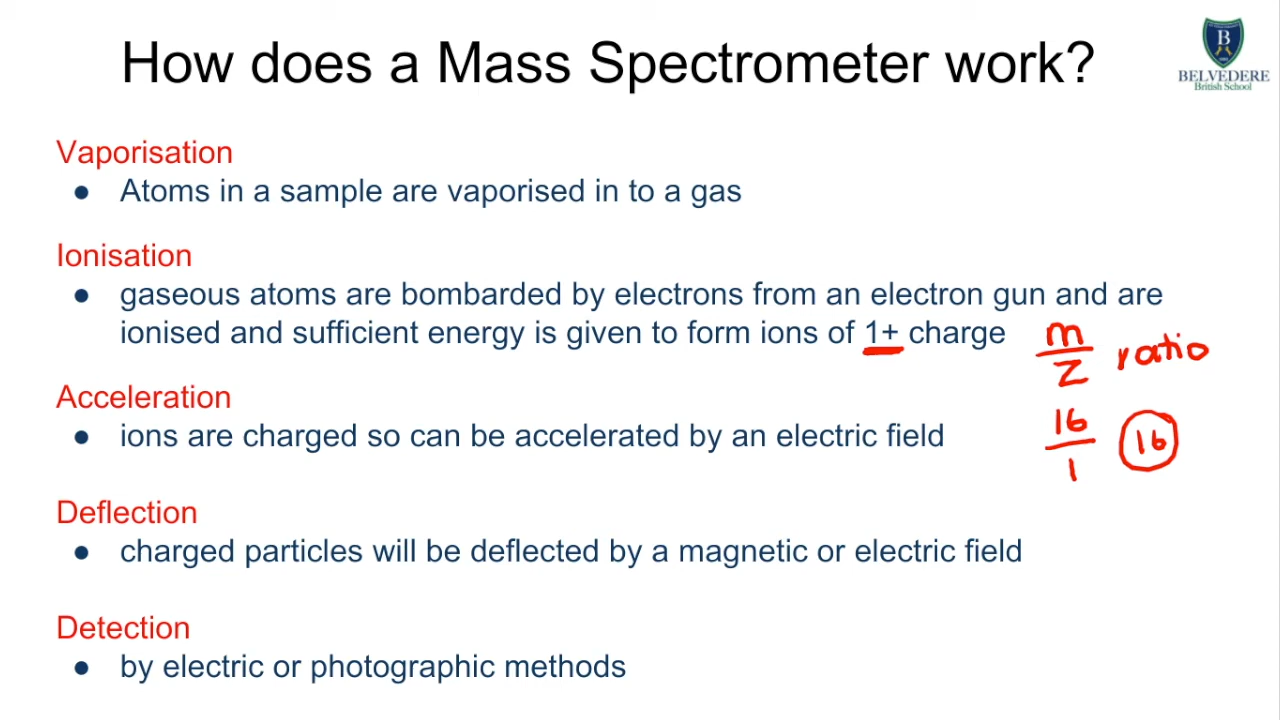 How does a Mass Spectrometer work?
B
BELVEDERE
British School
Vaporisation
● Atoms in a sample are vaporised in to a gas
Ionisation
● gaseous atoms are bombarded by electrons from an electron gun and are
ionised and sufficient energy is given to form ions of 1+ charge
m
z ratio
Acceleration
● ions are charged so can be accelerated by an electric field
16
1 16
Deflection
● charged particles will be deflected by a magnetic or electric field
Detection
● by electric or photographic methods